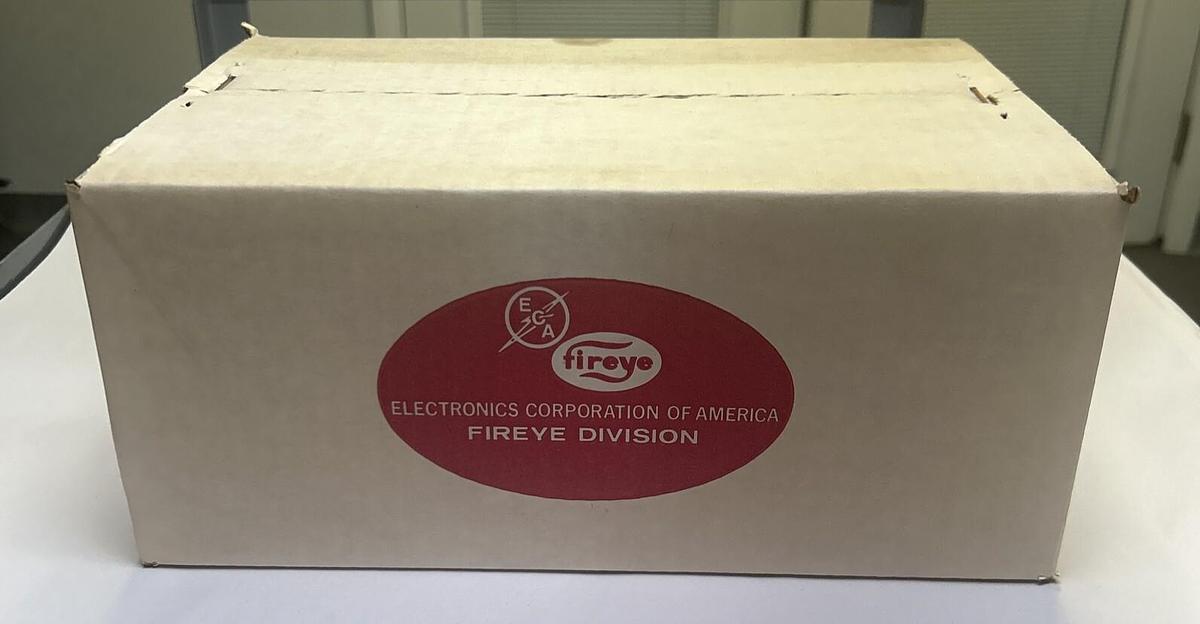 ECA
fireye
ELECTRONICS CORPORATION OF AMERICA
FIREYE DIVISION